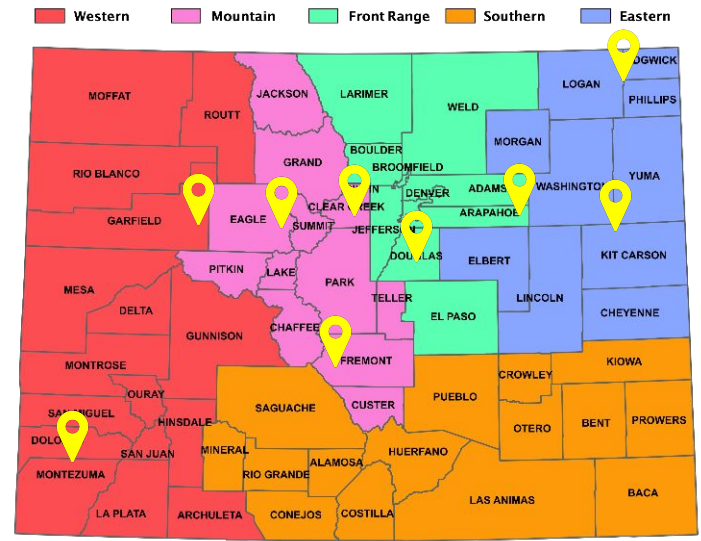 Western Mountain Front Range Southern Eastern
MOFFAT
ROUTT
JACKSON
LARIMER
WELD
LOGAN
DGWICK
PHILLIPS
MORGAN
BOULDER
BROOMFIELD
GRAND
RIO BLANCO
YUMA
WASHINGTON
ADAMS
DENVER
CLEAR CREEK
ARAPAHOE
GARFIELD
EAGLE
SUMMIT
JEFFERSON
DOUGLAS
ELBERT
KIT CARSON
PITKIN
LAKE
PARK
MESA
DELTA
TELLER
LINCOLN
CHEYENNE
EL PASO
GUNNISON
CHAFFEE
FREMONT
MONTROSE
KIOWA
CROWLEY
OURAY
PUEBLO
CUSTER
SAGUACHE
SAN MIGUEL
HINSDALE
PROWERS
BENT
OTERO
DOLO
SAN JUAN
MINERAL
HUERFANO
ALAMOSA
RIO GRANDE
MONTEZUMA
BACA
LAS ANIMAS
LA PLATA
ARCHULETA
CONEJOS
COSTILLA